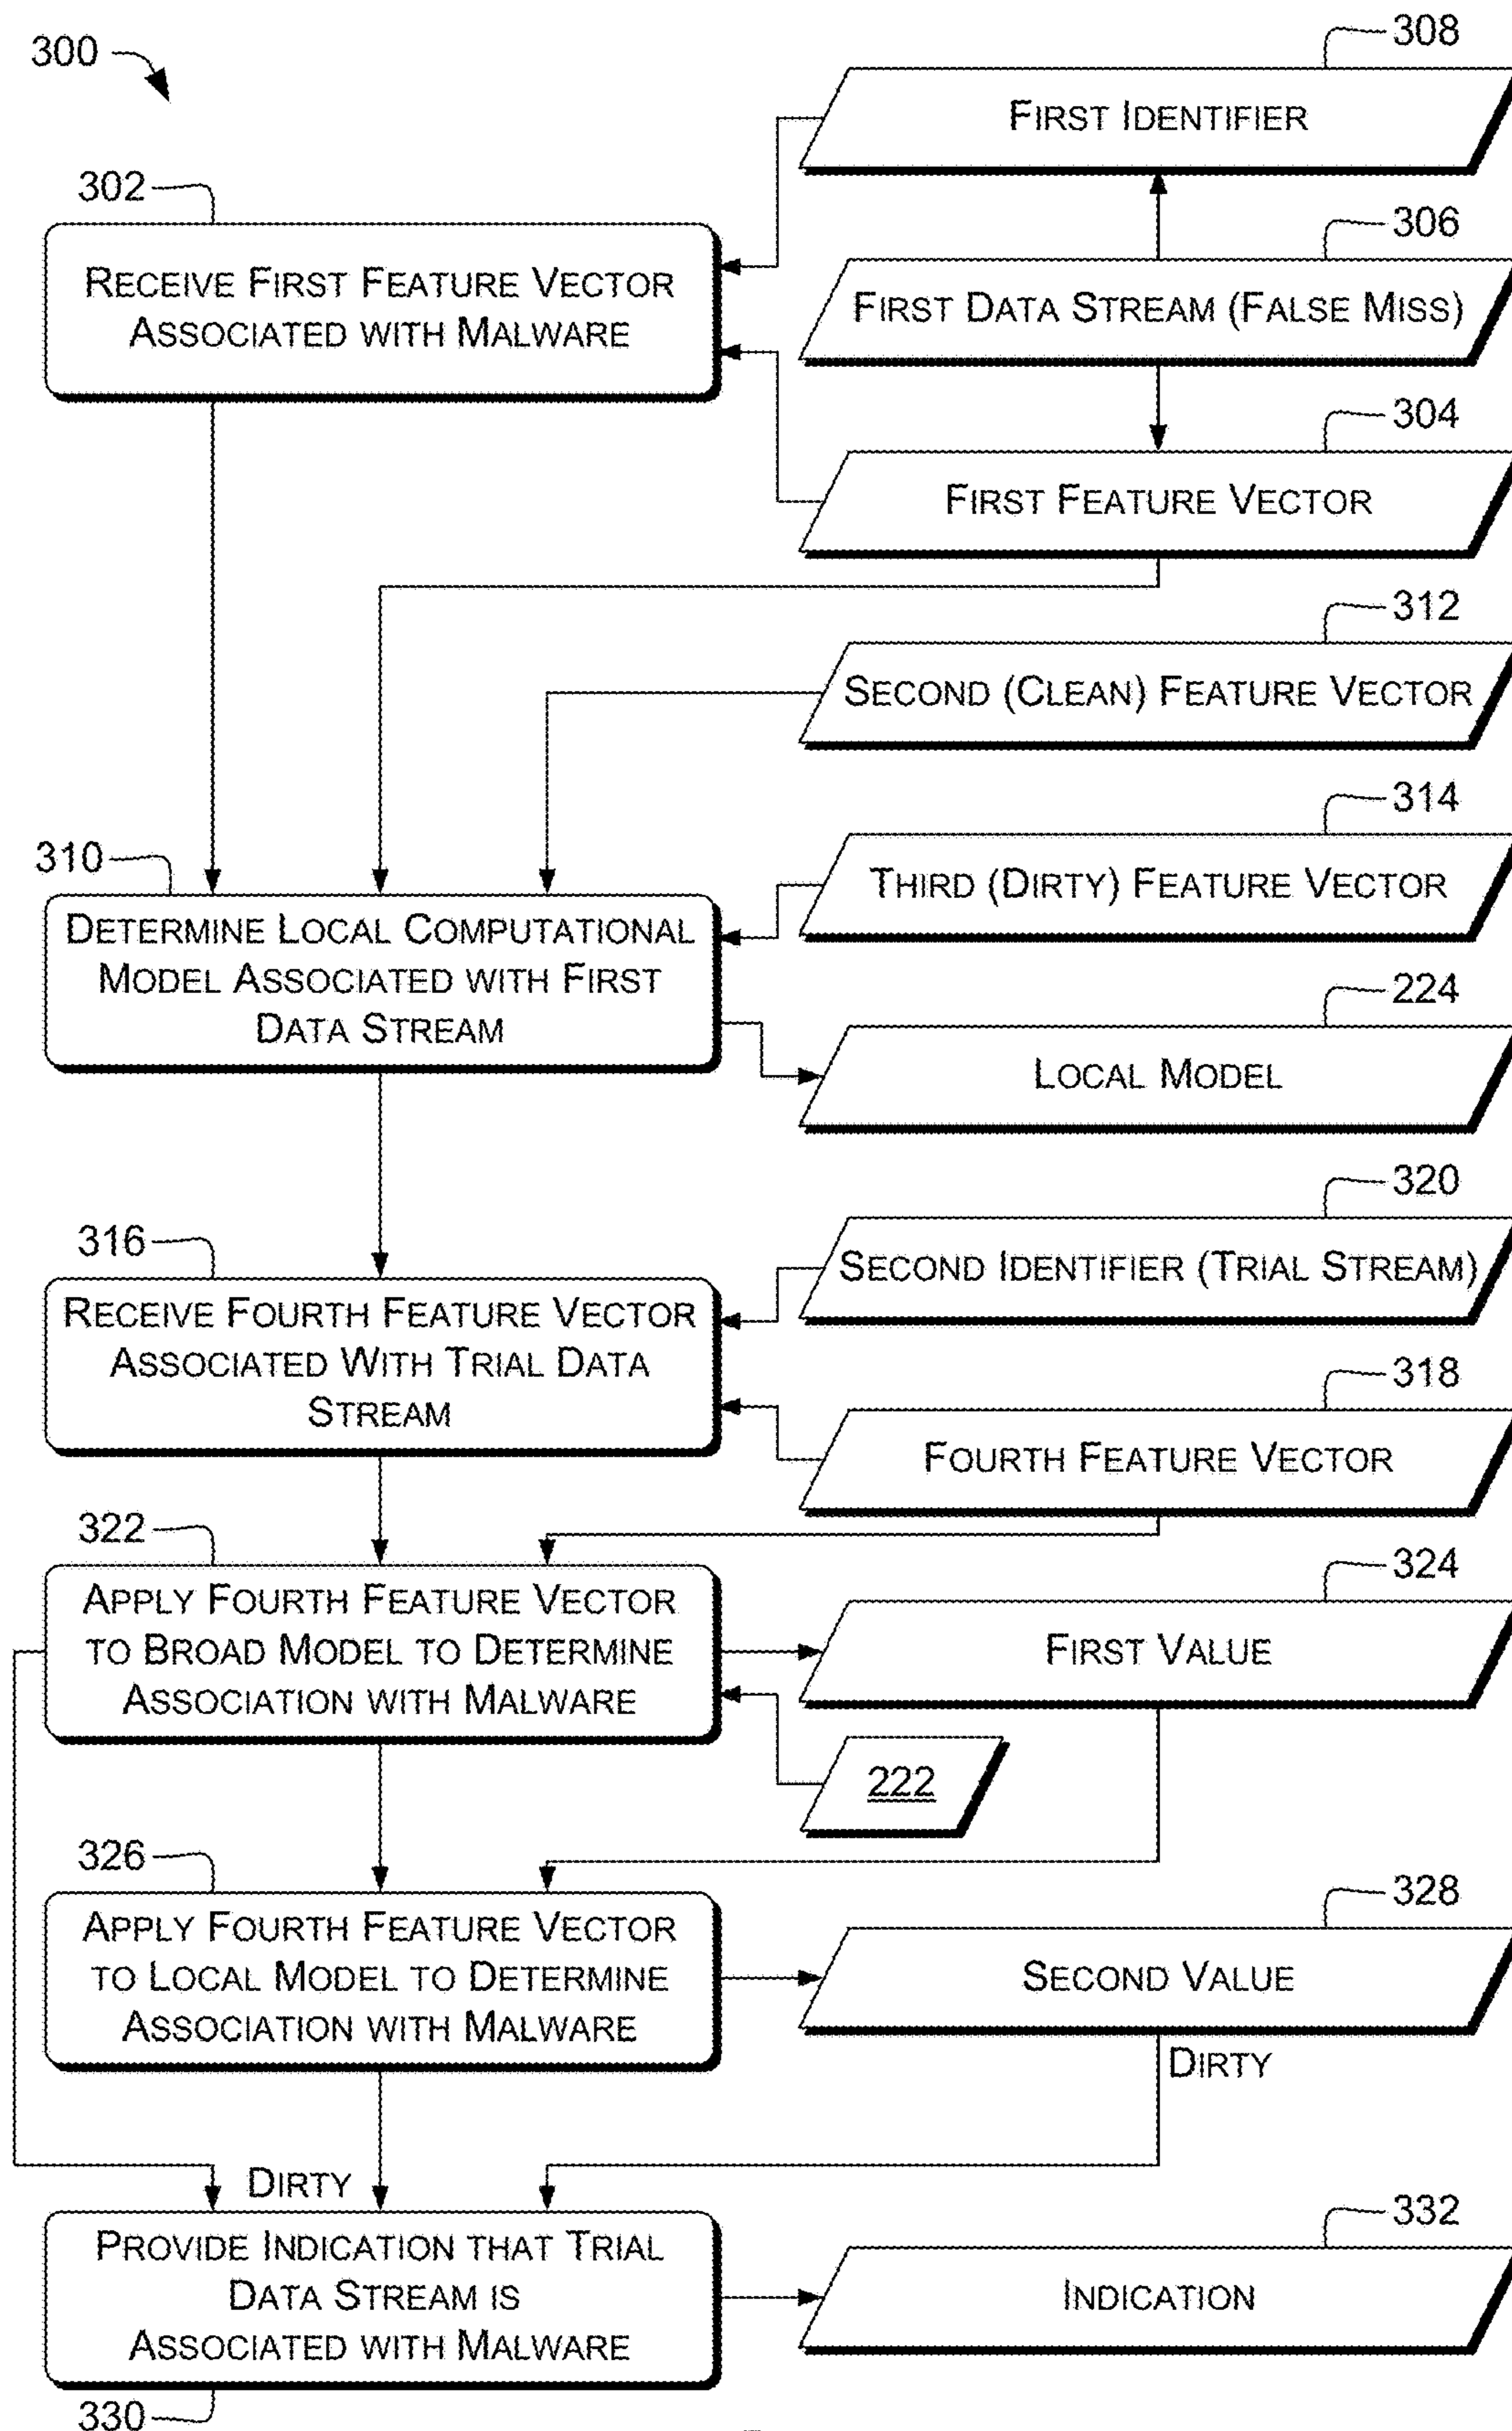 300
308
FIRST IDENTIFIER
302
306
RECEIVE FIRST FEATURE VECTOR
ASSOCIATED WITH MALWARE
FIRST DATA STREAM (FALSE MISS)
304
FIRST FEATURE VECTOR
312
SECOND (CLEAN) FEATURE VECTOR
314
THIRD (DIRTY) FEATURE VECTOR
310
DETERMINE LOCAL COMPUTATIONAL
MODEL ASSOCIATED WITH FIRST
DATA STREAM
224
LOCAL MODEL
320
SECOND IDENTIFIER (TRIAL STREAM)
316
RECEIVE FOURTH FEATURE VECTOR
ASSOCIATED WITH TRIAL DATA
STREAM
318
FOURTH FEATURE VECTOR
322
APPLY FOURTH FEATURE VECTOR
TO BROAD MODEL TO DETERMINE
ASSOCIATION WITH MALWARE
324
FIRST VALUE
222
326
APPLY FOURTH FEATURE VECTOR
TO LOCAL MODEL TO DETERMINE
ASSOCIATION WITH MALWARE
328
SECOND VALUE
DIRTY
DIRTY
PROVIDE INDICATION THAT TRIAL
DATA STREAM IS
ASSOCIATED WITH MALWARE
332
INDICATION
330